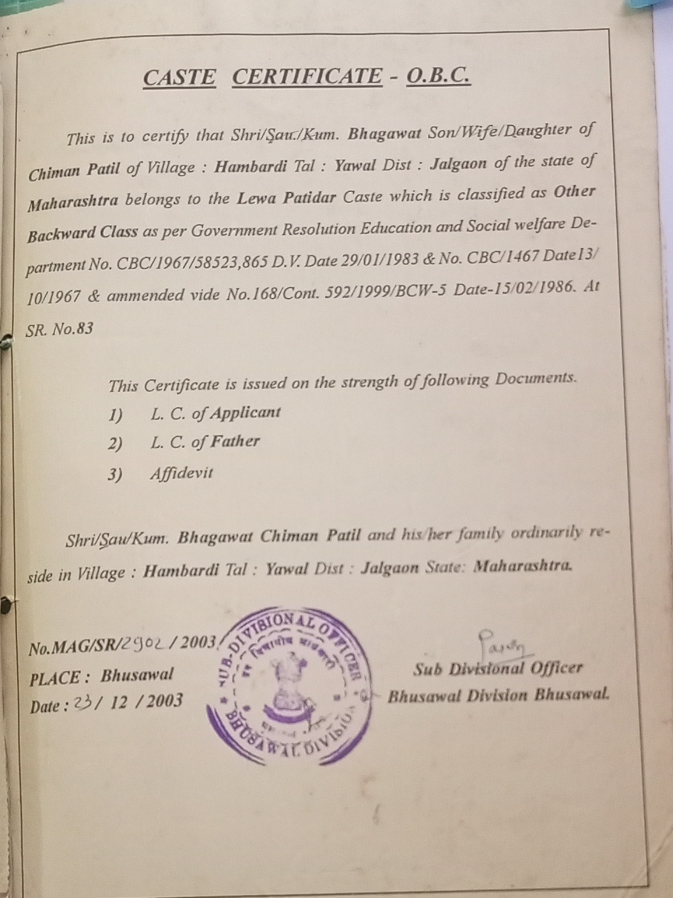 CASTE CERTIFICATE - O.B.C.
This is to certify that Shri/Sau./Kum. Bhagawat Son/Wife/Daughter of
Chiman Patil of Village : Hambardi Tal : Yawal Dist : Jalgaon of the state of
Maharashtra belongs to the Lewa Patidar Caste which is classified as Other
Backward Class as per Government Resolution Education and Social welfare De-
partment No. CBC/1967/58523,865 D.V. Date 29/01/1983 & No. CBC/1467 Date13/
10/1967 & ammended vide No.168/Cont. 592/1999/BCW-5 Date-15/02/1986. At
SR. No.83
This Certificate is issued on the strength of following Documents.
1) L. C. of Applicant
2) L. C. of Father
3) Affidevit
Shri/Sau/Kum. Bhagawat Chiman Patil and his/her family ordinarily re-
side in Village : Hambardi Tal : Yawal Dist : Jalgaon State: Maharashtra.
No.MAG/SR/2902 / 2003
PLACE : Bhusawal
Date : 23/ 12 / 2003
SUB-DIVISIONAL OFFICER
BHUSAWAL DIVISION
Sub Divisional Officer
Bhusawal Division Bhusawal.